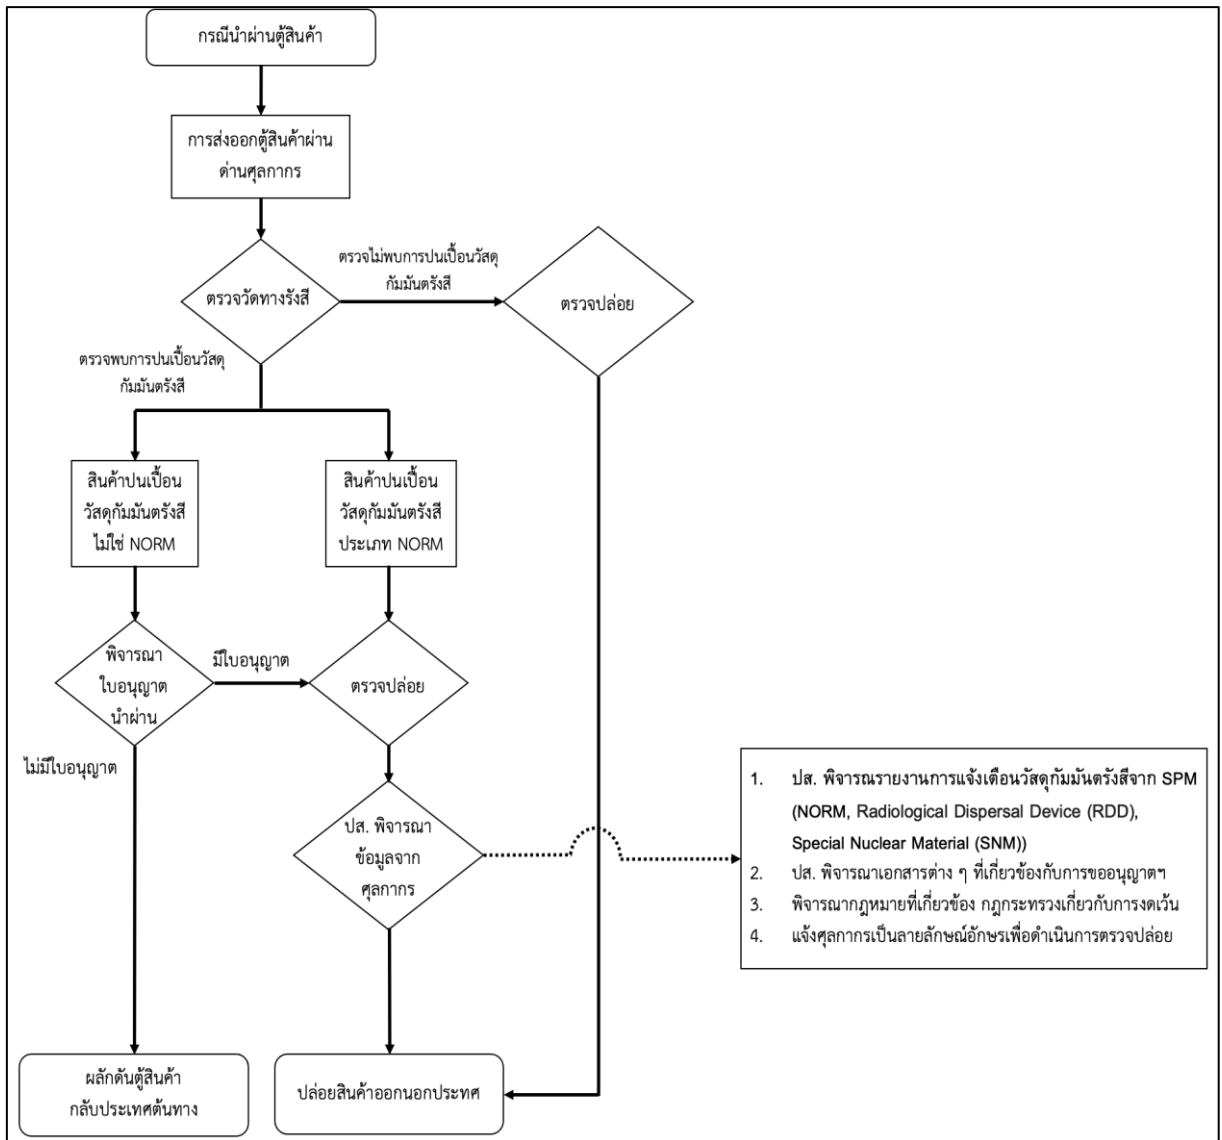 กรณีนำผ่านตู้สินค้า
การส่งออกตู้สินค้าผ่าน
ด่านศุลกากร
ตรวจวัดทางรังสี
ตรวจไม่พบการปนเปื้อนวัสดุ
กัมมันตรังสี
ตรวจปล่อย
ตรวจพบการปนเปื้อนวัสดุ
กัมมันตรังสี
สินค้าปนเปื้อน
วัสดุกัมมันตรังสี
ไม่ใช่ NORM
สินค้าปนเปื้อน
วัสดุกัมมันตรังสี
ประเภท NORM
พิจารณา
ใบอนุญาต
นำผ่าน
มีใบอนุญาต
ตรวจปล่อย
ไม่มีใบอนุญาต
ปส. พิจารณา
ข้อมูลจาก
ศุลกากร
1. ปส. พิจารณรายงานการแจ้งเตือนวัสดุกัมมันตรังสีจาก SPM
(NORM, Radiological Dispersal Device (RDD),
Special Nuclear Material (SNM))
2. ปส. พิจารณาเอกสารต่าง ๆ ที่เกี่ยวข้องกับการขออนุญาตฯ
3. พิจารณากฎหมายที่เกี่ยวข้อง กฎกระทรวงเกี่ยวกับการงดเว้น
4. แจ้งศุลกากรเป็นลายลักษณ์อักษรเพื่อดำเนินการตรวจปล่อย
ผลักดันตู้สินค้า
กลับประเทศต้นทาง
ปล่อยสินค้าออกนอกประทศ